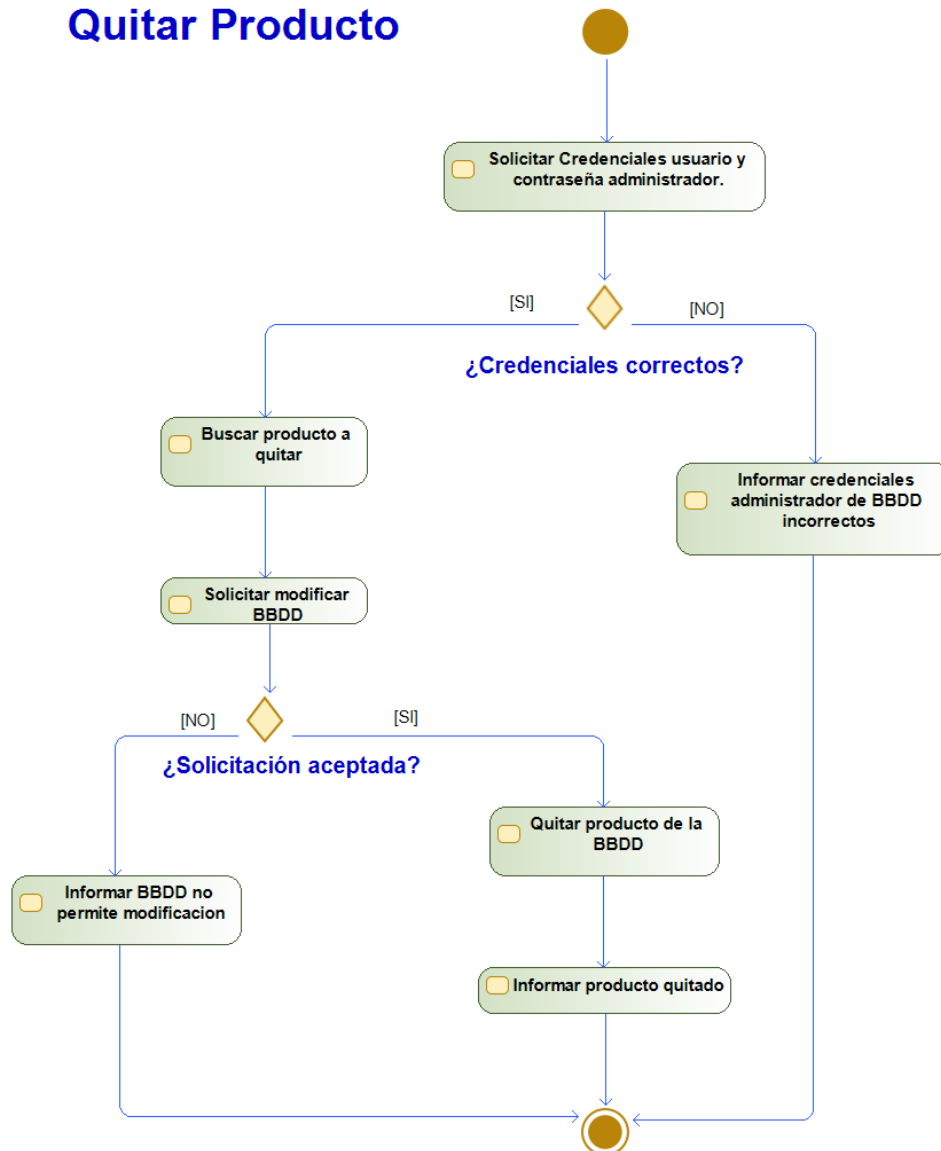 Quitar Producto
Solicitar Credenciales usuario y
contraseña administrador.
[SI]
[NO]
¿Credenciales correctos?
Buscar producto a
quitar
Informar credenciales
administrador de BBDD
incorrectos
Solicitar modificar
BBDD
[NO]
[SI]
¿Solicitación aceptada?
Quitar producto de la
BBDD
Informar BBDD no
permite modificacion
Informar producto quitado